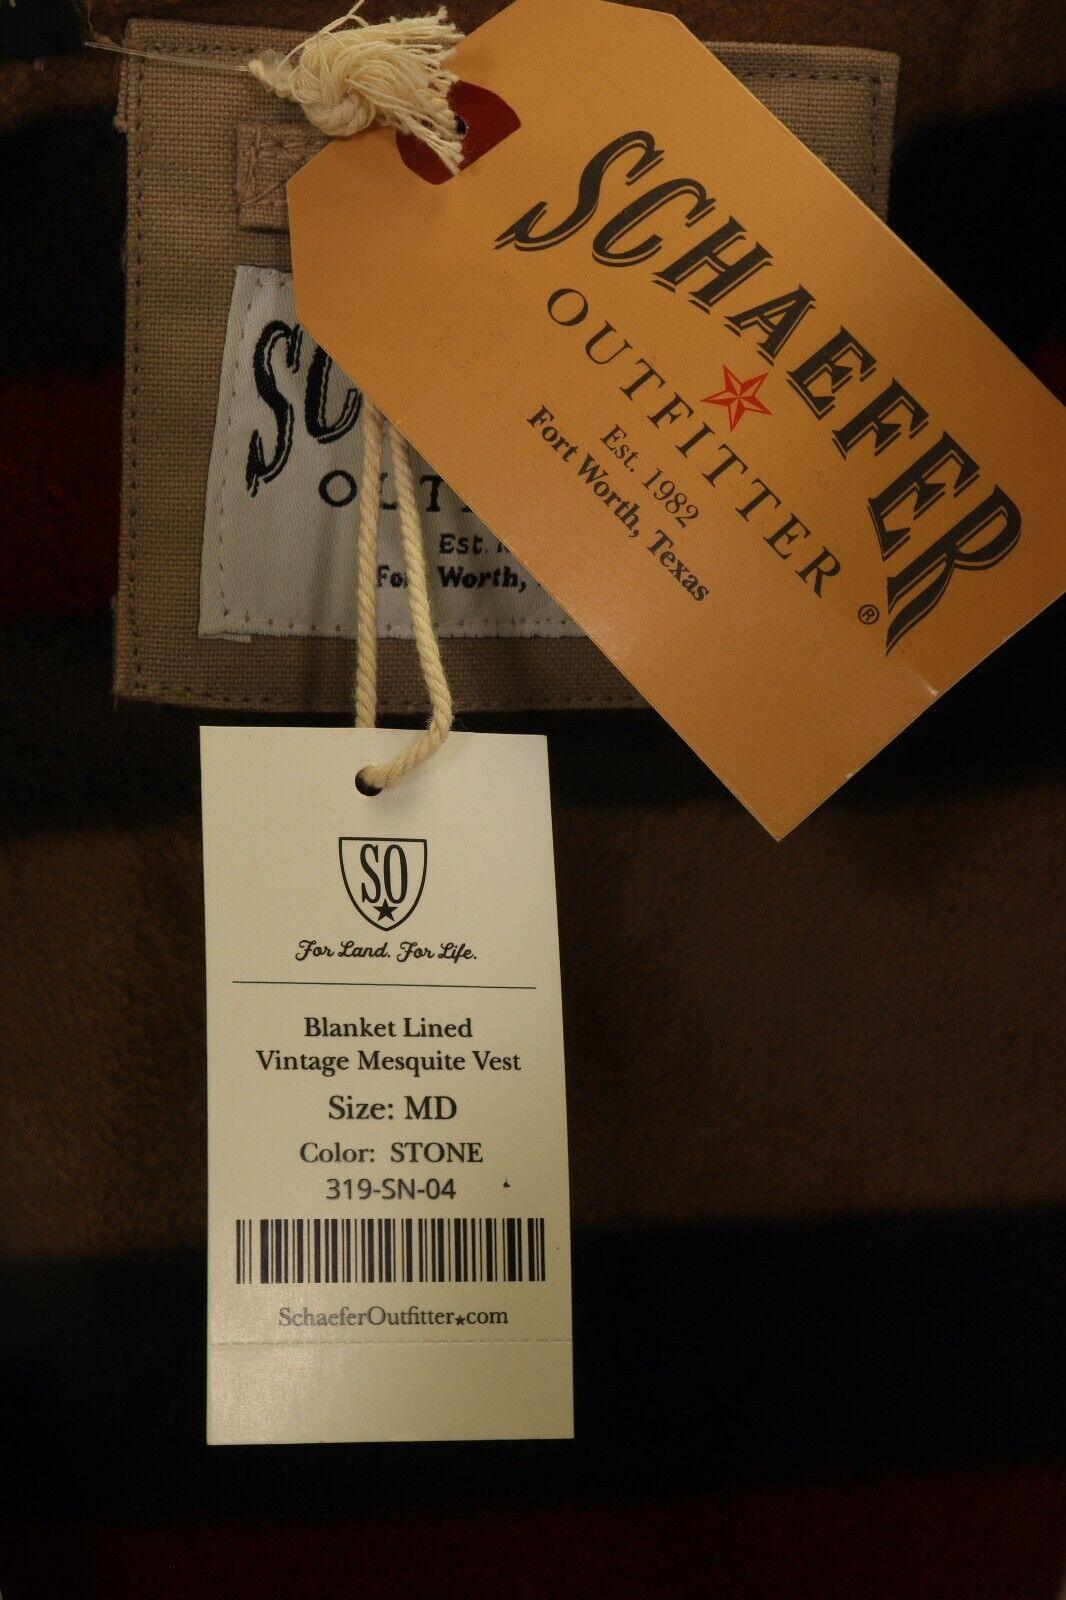 SCHAEFER
OUTFITTER®
Est. 1982
Fort Worth, Texas
SC
OUT
Est.
Worth,
SO
For Land. For Life.
Blanket Lined
Vintage Mesquite Vest
Size: MD
Color: STONE
319-SN-04
SchaeferOutfitter★com